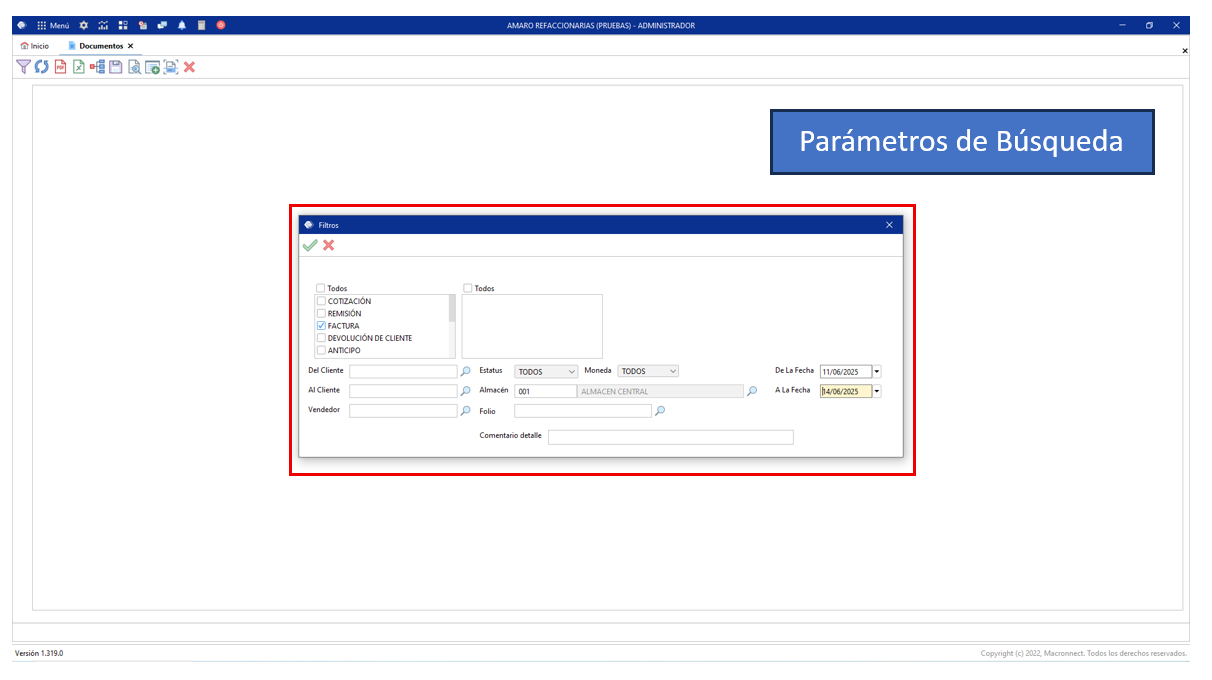 Menú
AMARO REFACCIONARIAS (PRUEBAS) - ADMINISTRADOR
Inicio
Documentos
Parámetros de Búsqueda
Filtros
Todos
Todos
COTIZACIÓN
REMISIÓN
FACTURA
DEVOLUCIÓN DE CLIENTE
ANTICIPO
Del Cliente Estatus TODOS Moneda TODOS De La Fecha 11/06/2025
Al Cliente Almacén 001 ALMACEN CENTRAL A La Fecha 14/06/2025
Vendedor Folio
Comentario detalle
Versión 1.319.0
Copyright (c) 2022, Macronnect. Todos los derechos reservados.